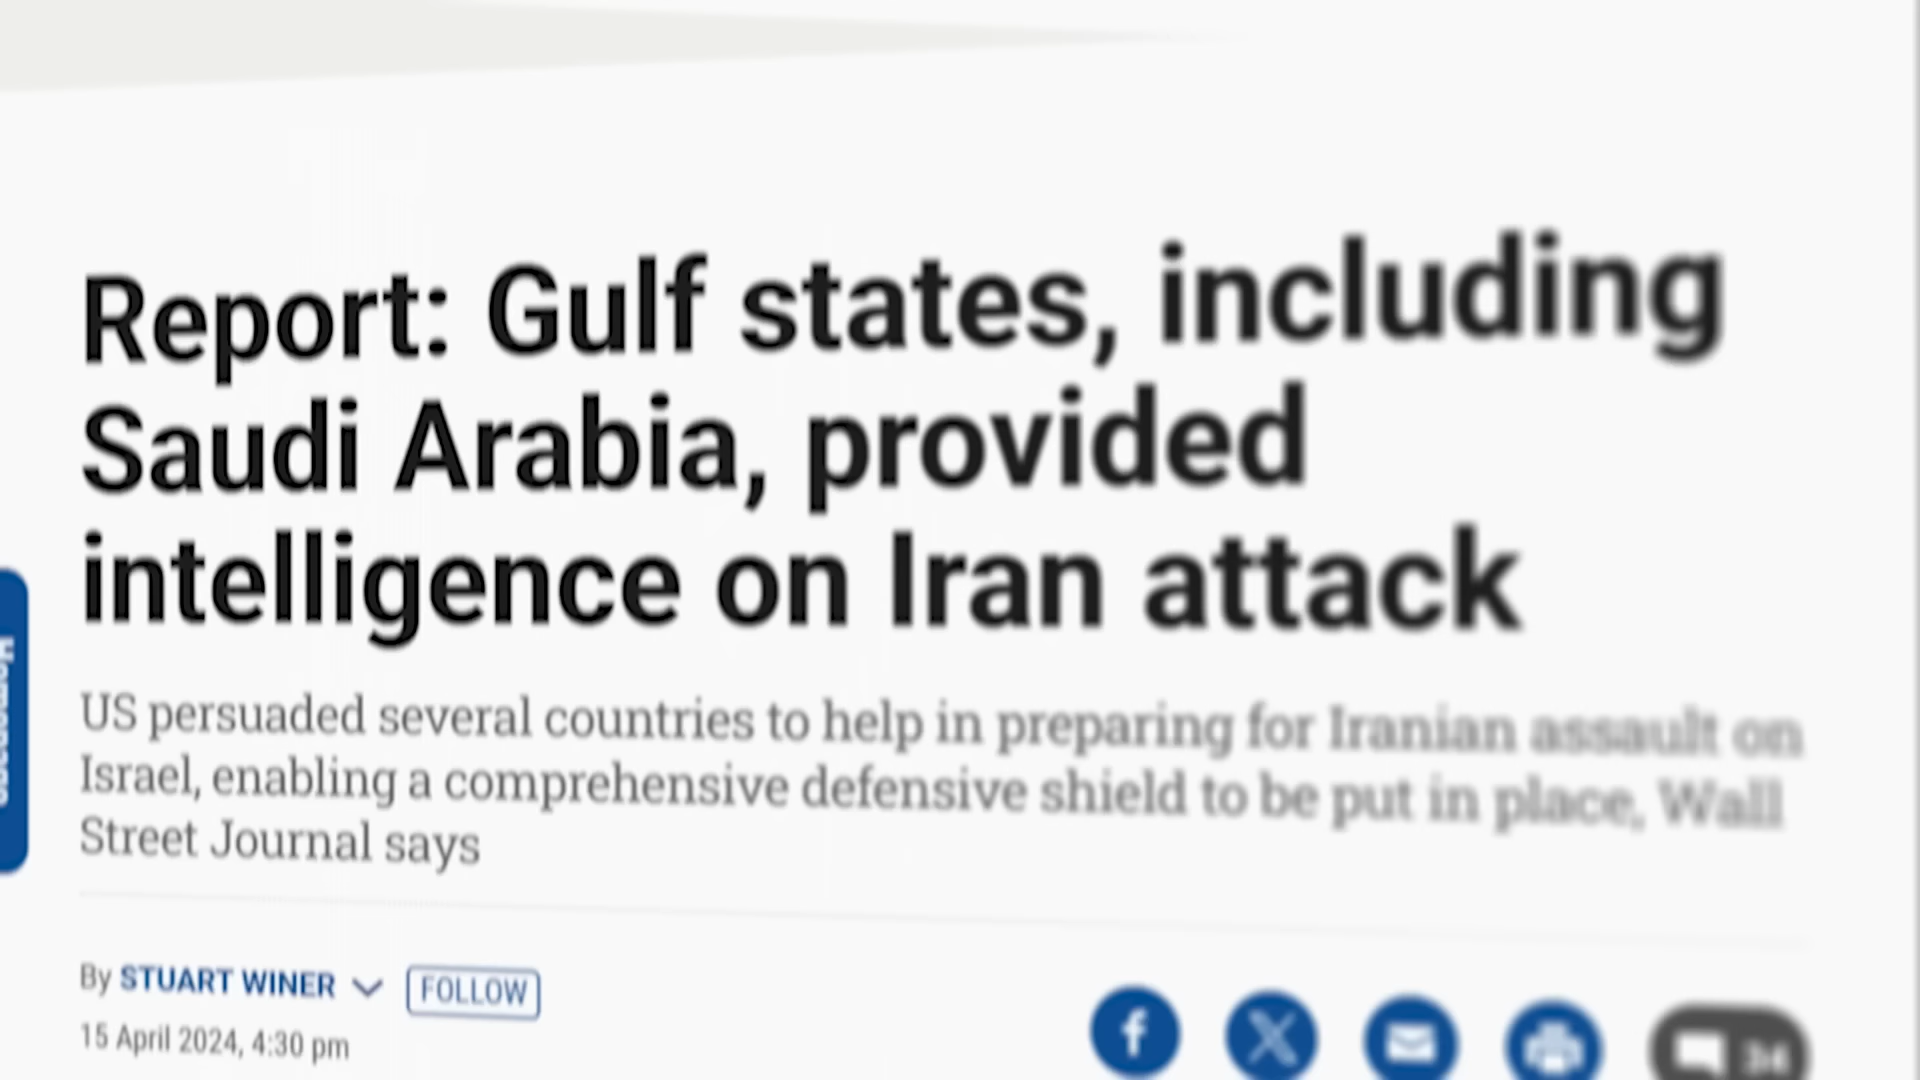 Report: Gulf states, including
Saudi Arabia, provided
intelligence on Iran attack
US persuaded several countries to help in preparing for Iranian assault on
Israel, enabling a comprehensive defensive shield to be put in place, Wall
Street Journal says
By STUART WINER
FOLLOW
15 April 2024, 4:30 pm
34